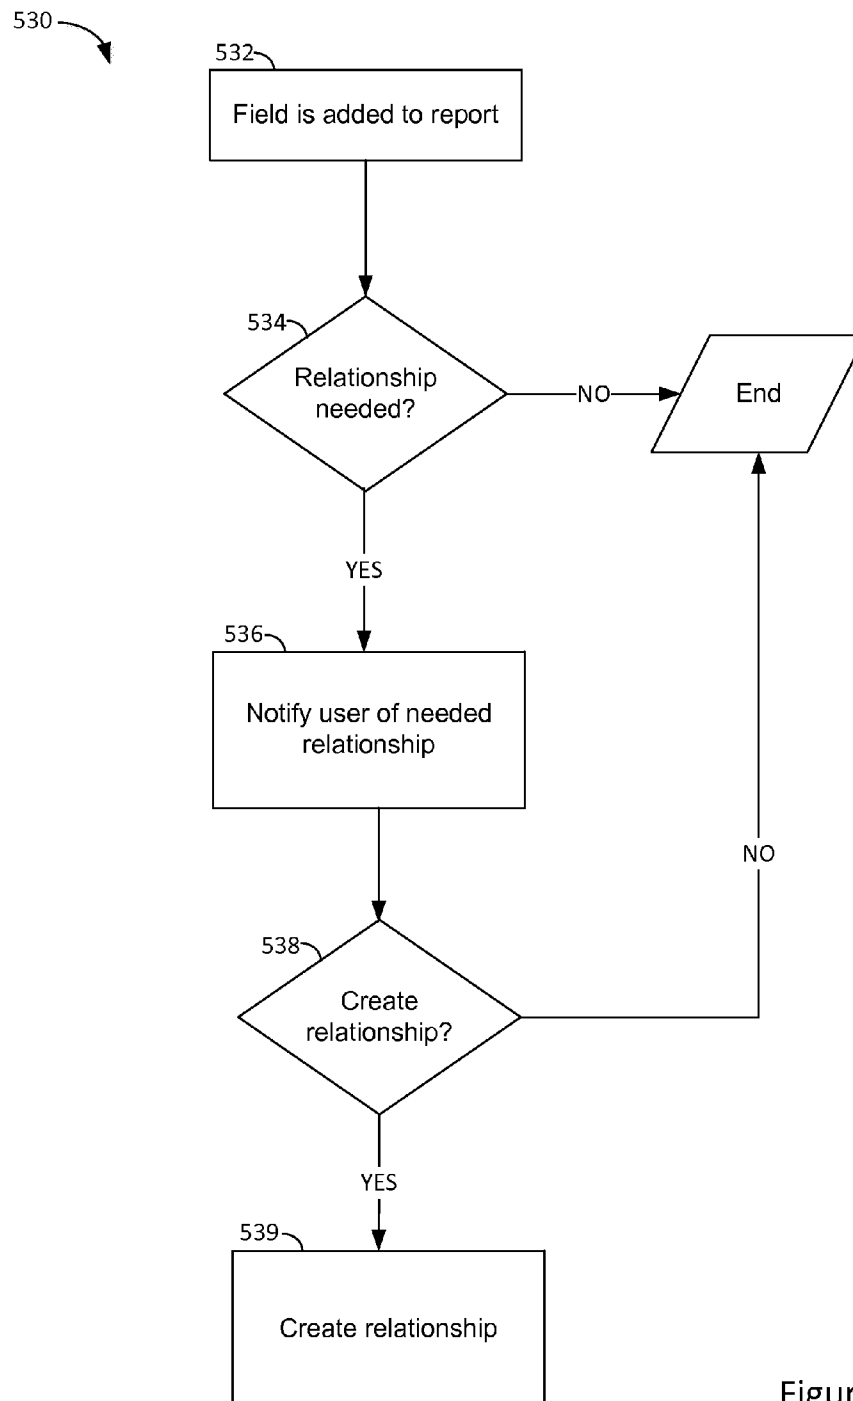 530
532
Field is added to report
534
Relationship
needed?
NO
End
YES
536
Notify user of needed
relationship
NO
538
Create
relationship?
YES
539
Create relationship